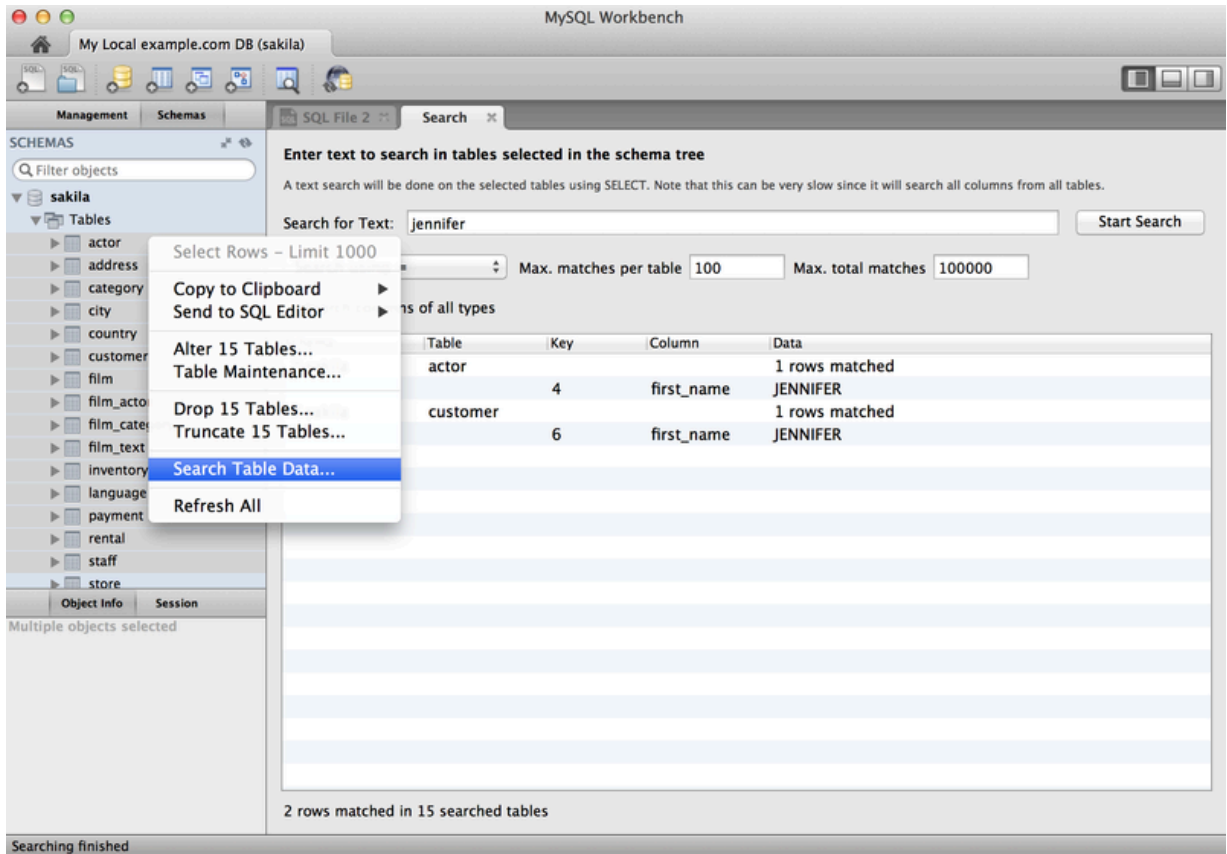 MySQL Workbench
My Local example.com DB (sakila)
Management Schemas
SQL File 2 Search
SCHEMAS
Filter objects
sakila
Tables
actor
address
category
city
country
customer
film
film_acto
film_cate
film_text
inventory
language
payment
rental
staff
store
Object Info Session
Multiple objects selected
Select Rows – Limit 1000
Copy to Clipboard
Send to SQL Editor
Alter 15 Tables...
Table Maintenance...
Drop 15 Tables...
Truncate 15 Tables...
Search Table Data...
Refresh All
Enter text to search in tables selected in the schema tree
A text search will be done on the selected tables using SELECT. Note that this can be very slow since it will search all columns from all tables.
Search for Text: jennifer Start Search
= Max. matches per table 100 Max. total matches 100000
of all types
Table Key Column Data
actor 1 rows matched
4 first_name JENNIFER
customer 1 rows matched
6 first_name JENNIFER
2 rows matched in 15 searched tables
Searching finished